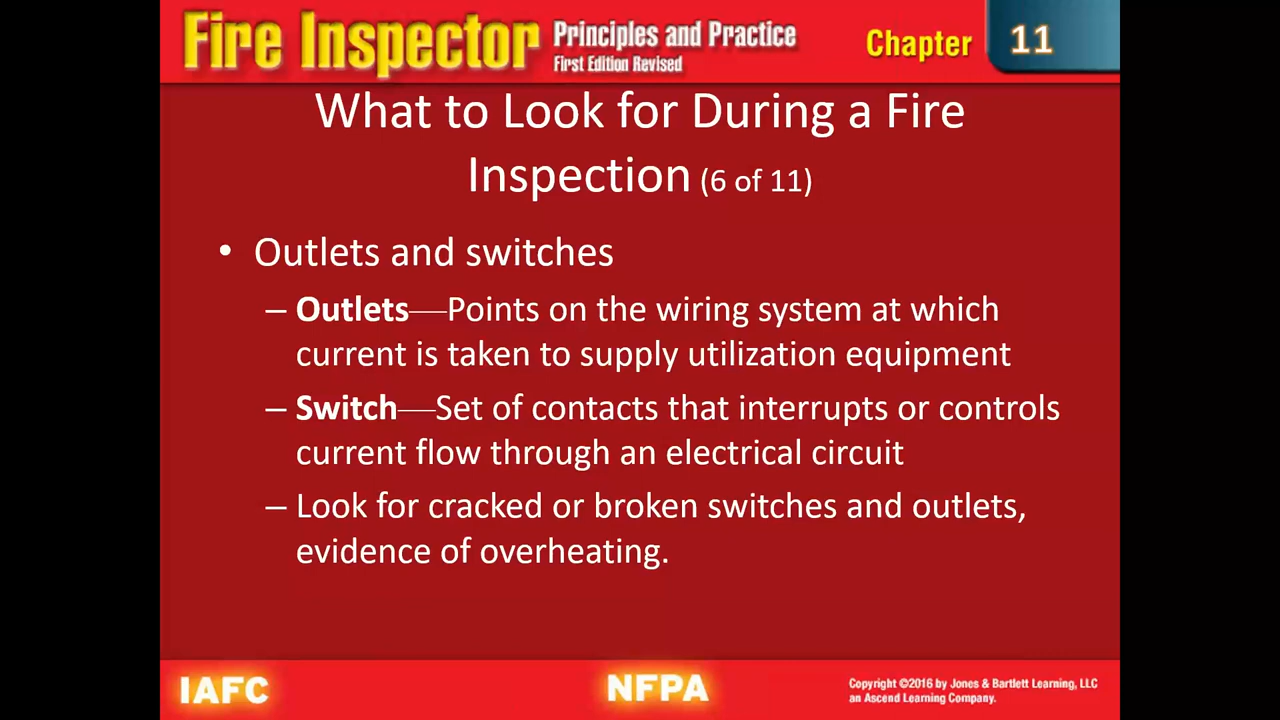 Fire Inspector Principles and Practice
First Edition Revised
Chapter 11
What to Look for During a Fire
Inspection (6 of 11)
• Outlets and switches
– Outlets—Points on the wiring system at which
current is taken to supply utilization equipment
– Switch—Set of contacts that interrupts or controls
current flow through an electrical circuit
– Look for cracked or broken switches and outlets,
evidence of overheating.
IAFC
NFPA
Copyright ©2016 by Jones & Bartlett Learning, LLC
an Ascend Learning Company.